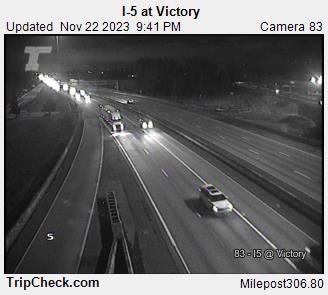 I-5 at Victory
Updated  Nov 22 2023  9:41 PM
Camera 83
S
83 - I5 @ Victory
TripCheck.com
Milepost306.80